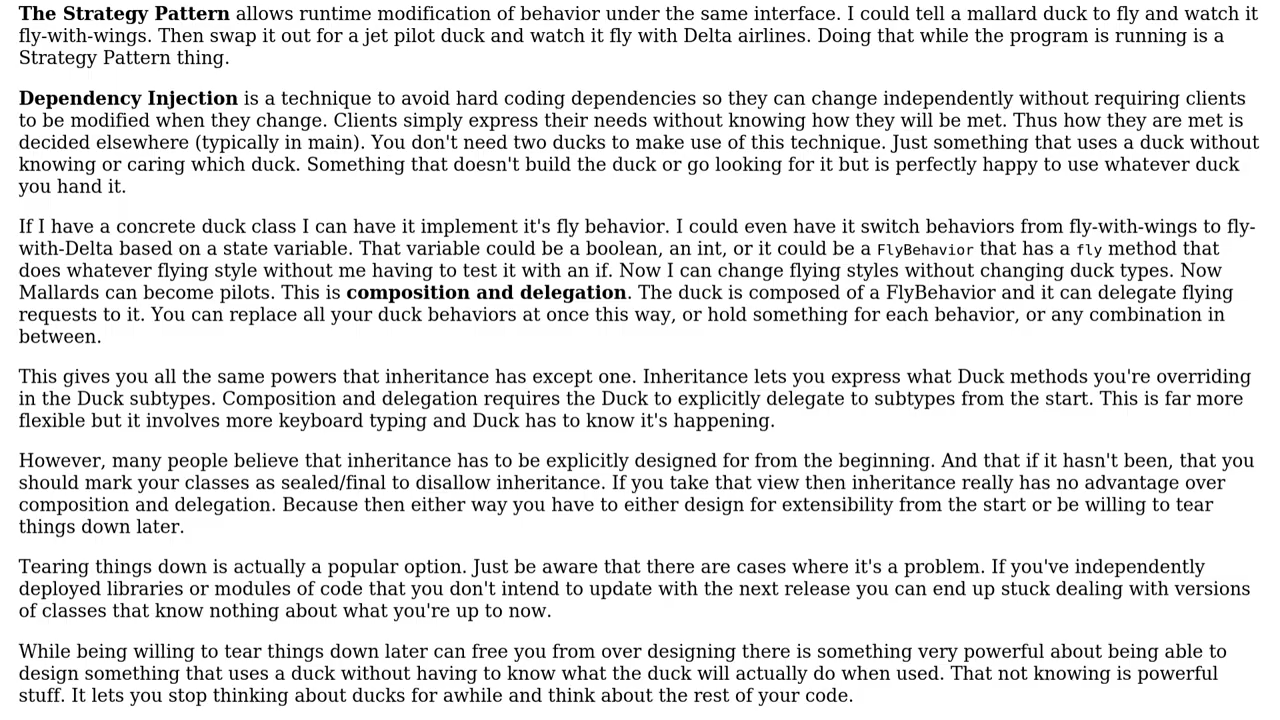 The Strategy Pattern allows runtime modification of behavior under the same interface. I could tell a mallard duck to fly and watch it
fly-with-wings. Then swap it out for a jet pilot duck and watch it fly with Delta airlines. Doing that while the program is running is a
Strategy Pattern thing.
Dependency Injection is a technique to avoid hard coding dependencies so they can change independently without requiring clients
to be modified when they change. Clients simply express their needs without knowing how they will be met. Thus how they are met is
decided elsewhere (typically in main). You don't need two ducks to make use of this technique. Just something that uses a duck without
knowing or caring which duck. Something that doesn't build the duck or go looking for it but is perfectly happy to use whatever duck
you hand it.
If I have a concrete duck class I can have it implement it's fly behavior. I could even have it switch behaviors from fly-with-wings to fly-
with-Delta based on a state variable. That variable could be a boolean, an int, or it could be a FlyBehavior that has a fly method that
does whatever flying style without me having to test it with an if. Now I can change flying styles without changing duck types. Now
Mallards can become pilots. This is composition and delegation. The duck is composed of a FlyBehavior and it can delegate flying
requests to it. You can replace all your duck behaviors at once this way, or hold something for each behavior, or any combination in
between.
This gives you all the same powers that inheritance has except one. Inheritance lets you express what Duck methods you're overriding
in the Duck subtypes. Composition and delegation requires the Duck to explicitly delegate to subtypes from the start. This is far more
flexible but it involves more keyboard typing and Duck has to know it's happening.
However, many people believe that inheritance has to be explicitly designed for from the beginning. And that if it hasn't been, that you
should mark your classes as sealed/final to disallow inheritance. If you take that view then inheritance really has no advantage over
composition and delegation. Because then either way you have to either design for extensibility from the start or be willing to tear
things down later.
Tearing things down is actually a popular option. Just be aware that there are cases where it's a problem. If you've independently
deployed libraries or modules of code that you don't intend to update with the next release you can end up stuck dealing with versions
of classes that know nothing about what you're up to now.
While being willing to tear things down later can free you from over designing there is something very powerful about being able to
design something that uses a duck without having to know what the duck will actually do when used. That not knowing is powerful
stuff. It lets you stop thinking about ducks for awhile and think about the rest of your code.